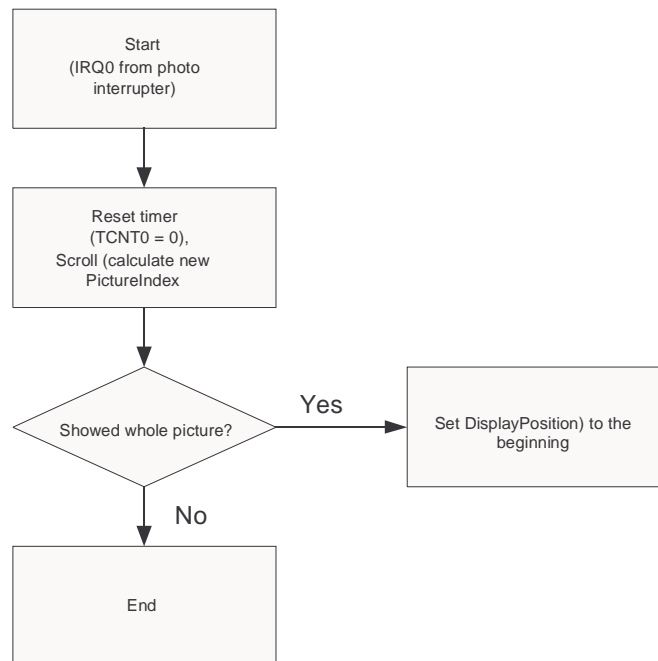 Start
(IRQ0 from photo
interrupter)
Reset timer
(TCNT0 = 0),
Scroll (calculate new
PictureIndex
Showed whole picture?
Yes
Set DisplayPosition) to the
beginning
No
End